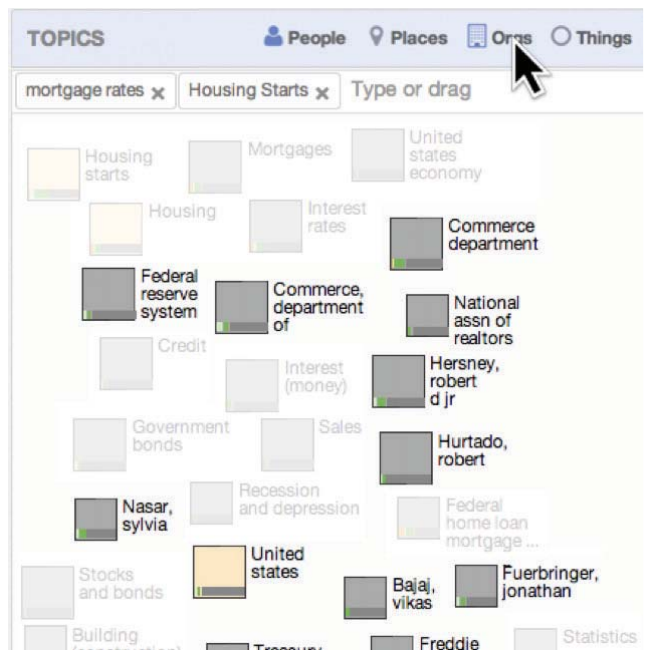 TOPICS People Places Orgs Things
mortgage rates x Housing Starts x Type or drag
Housing
starts
Mortgages
United
states
economy
Housing
Interest
rates
Commerce
department
Federal
reserve
system
Commerce,
department
of
National
assn of
realtors
Credit
Interest
(money)
Hersney,
robert
d jr
Government
bonds
Sales
Hurtado,
robert
Nasar,
sylvia
Recession
and depression
Federal
home loan
mortgage ...
United
states
Stocks
and bonds
Bajaj,
vikas
Fuerbringer,
jonathan
Building
(construction)
Treasury
Freddie
Statistics